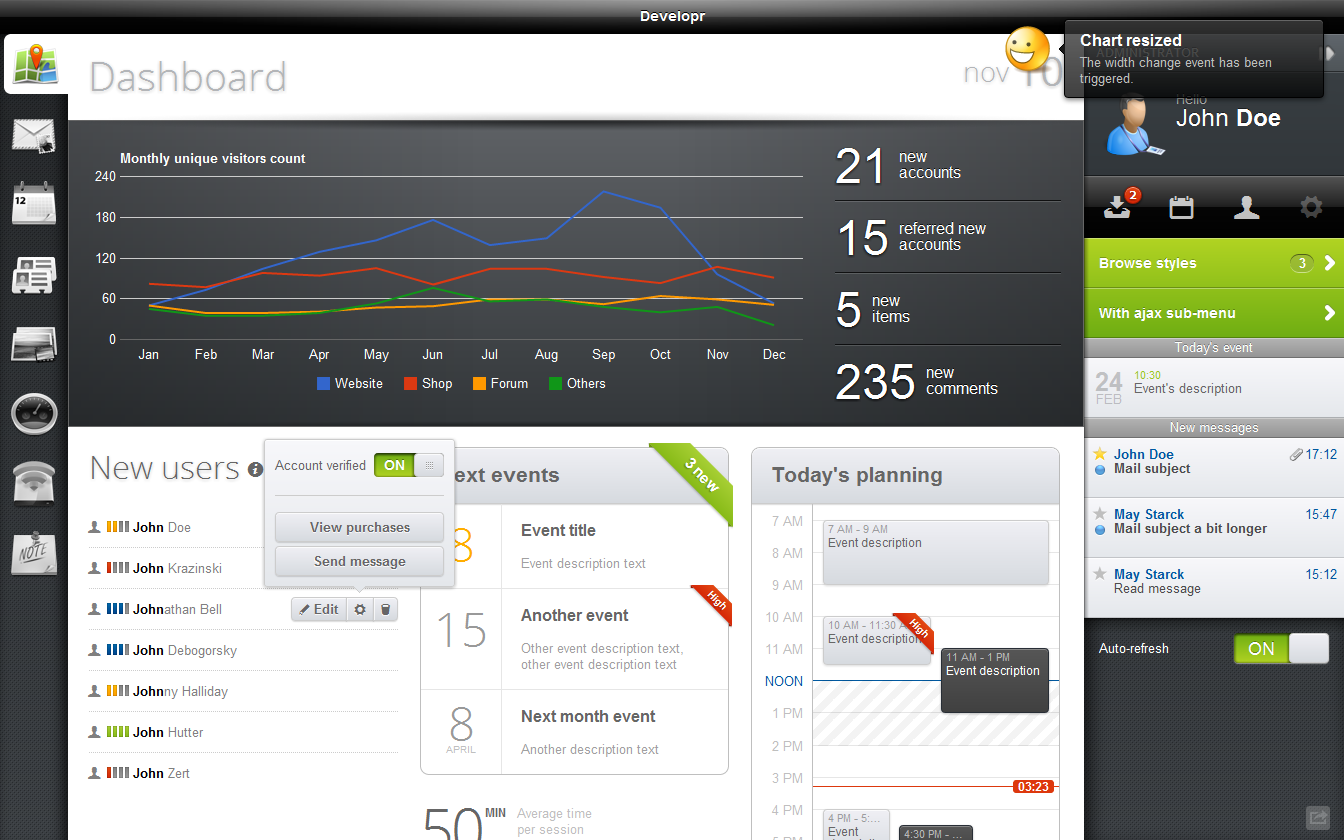 Developr
Dashboard
nov 10
Chart resized
The width change event has been
triggered.
ADMINISTRATOR
Hello
John Doe
12
NOTE
Monthly unique visitors count
240
180
120
60
0
Jan Feb Mar Apr May Jun Jul Aug Sep Oct Nov Dec
Website Shop Forum Others
21 new
accounts
15 referred new
accounts
5 new
items
235 new
comments
2
Browse styles 3
With ajax sub-menu
Today's event
24
FEB
10:30
Event's description
New messages
John Doe 17:12
Mail subject
May Starck 15:47
Mail subject a bit longer
May Starck 15:12
Read message
Auto-refresh ON
New users
John Doe
John Krazinski
Johnathan Bell
Edit
John Debogorsky
Johnny Halliday
John Hutter
John Zert
Account verified ON
View purchases
Send message
ext events
3 new
8
Event title
Event description text
High
15
Another event
Other event description text,
other event description text
8
APRIL
Next month event
Another description text
50 MIN
Average time
per session
Today's planning
7 AM
8 AM
9 AM
10 AM
11 AM
NOON
1 PM
2 PM
3 PM
4 PM
7 AM - 9 AM
Event description
10 AM - 11:30
Event description
High
11 AM - 1 PM
Event description
03:23
4 PM - 5:...
Event
4:30 PM - ...